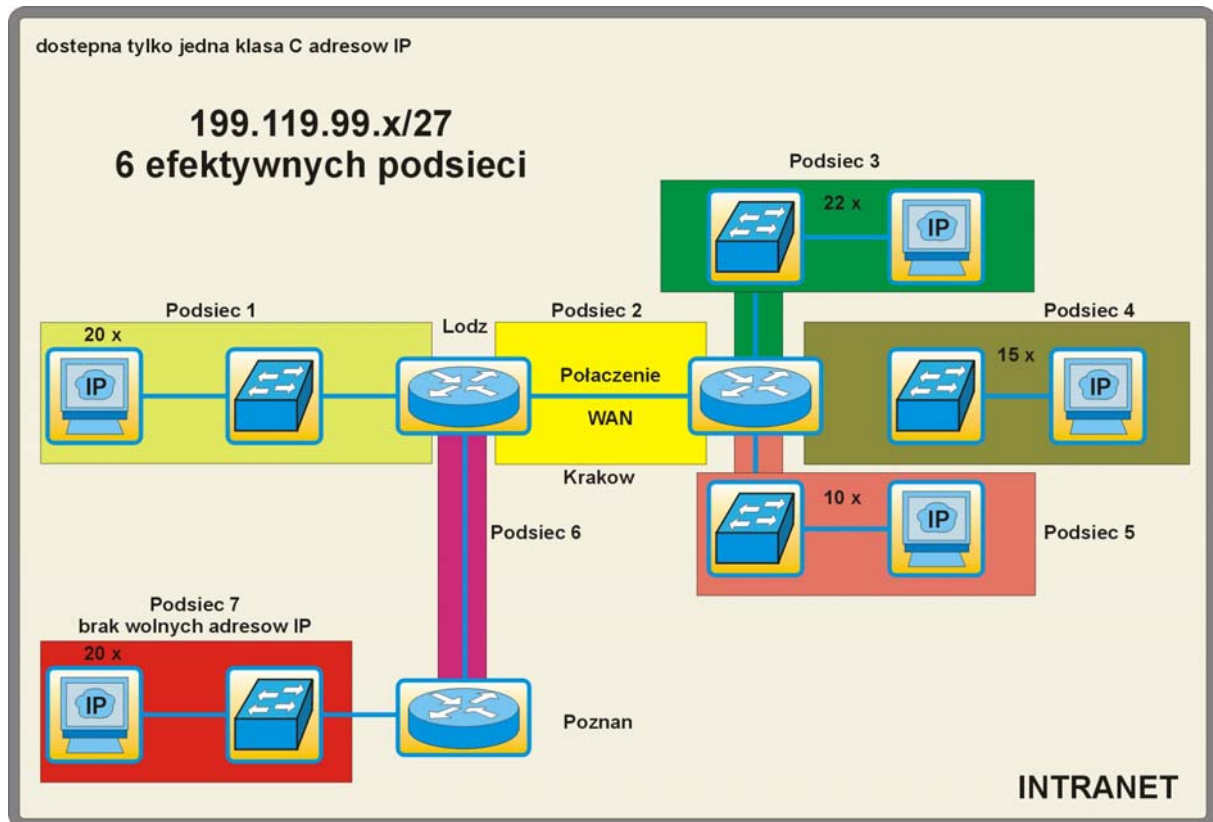 dostepna tylko jedna klasa C adresow IP
199.119.99.x/27
6 efektywnych podsieci
Podsiec 3
22 x
IP
Podsiec 1
20 x
IP
Lodz
Podsiec 2
Połaczenie
WAN
Krakow
Podsiec 4
15 x
IP
10 x
IP
Podsiec 5
Podsiec 6
Podsiec 7
brak wolnych adresow IP
20 x
IP
Poznan
INTRANET